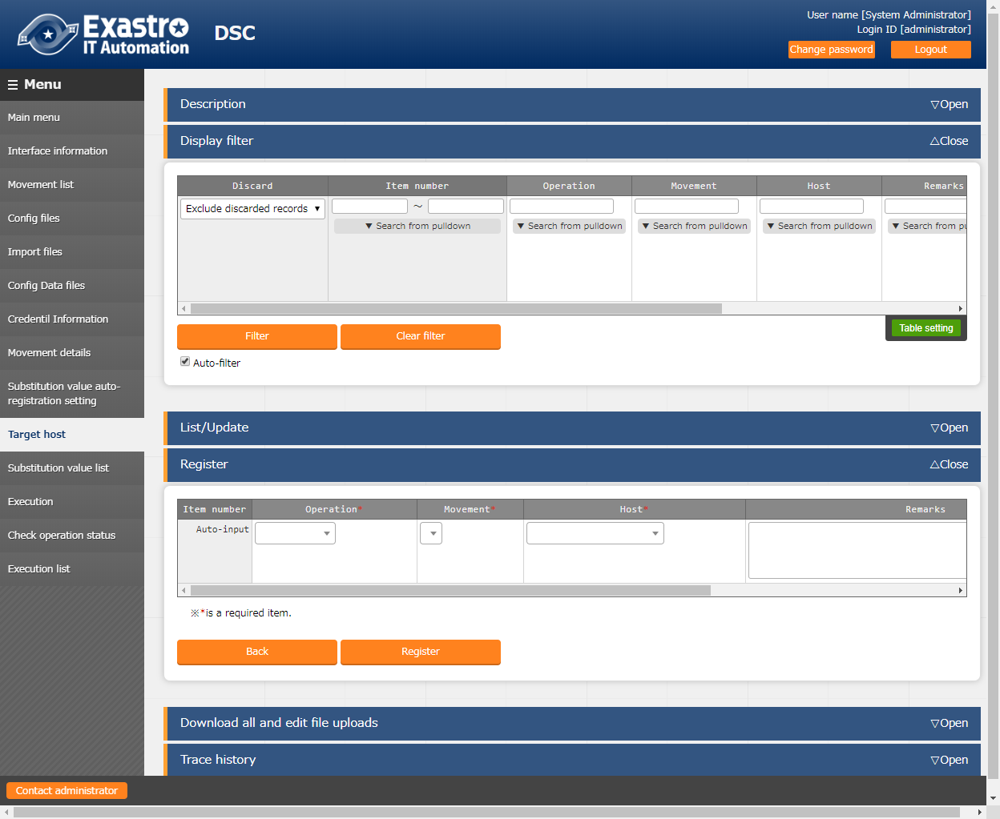 Exastro
IT Automation
DSC
User name [System Administrator]
Login ID [administrator]
Change password
Logout
Menu
Main menu
Interface information
Movement list
Config files
Import files
Config Data files
Credentil Information
Movement details
Substitution value auto-
registration setting
Target host
Substitution value list
Execution
Check operation status
Execution list
Description
▽Open
Display filter
△Close
Discard
Item number
Operation
Movement
Host
Remarks
Exclude discarded records ▼
~
▼ Search from pulldown
▼ Search from pulldown
▼ Search from pulldown
▼ Search from pulldown
▼ Search from pu
Filter
Clear filter
Table setting
Auto-filter
List/Update
▽Open
Register
△Close
Item number
Operation*
Movement*
Host*
Remarks
Auto-input
※*is a required item.
Back
Register
Download all and edit file uploads
▽Open
Trace history
▽Open
Contact administrator